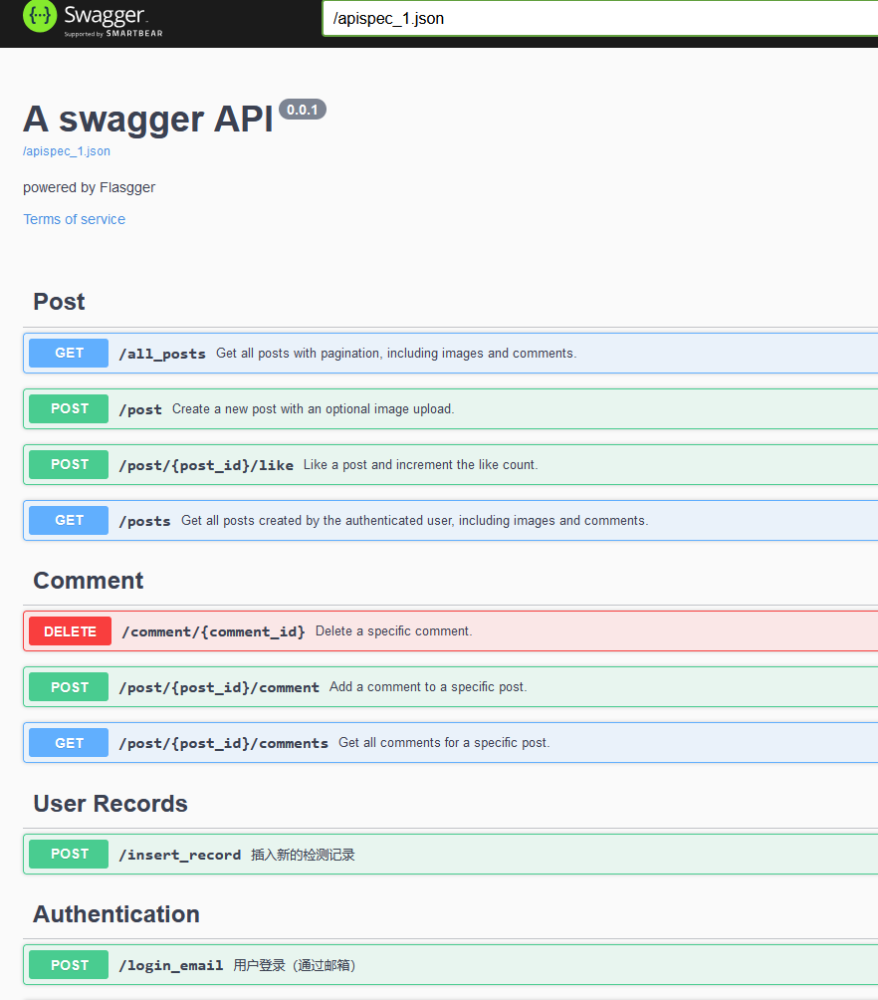 Swagger.
Supported by SMARTBEAR
/apispec_1.json
A swagger API 0.0.1
/apispec_1.json
powered by Flasgger
Terms of service
Post
GET /all_posts Get all posts with pagination, including images and comments.
POST /post Create a new post with an optional image upload.
POST /post/{post_id}/like Like a post and increment the like count.
GET /posts Get all posts created by the authenticated user, including images and comments.
Comment
DELETE /comment/{comment_id} Delete a specific comment.
POST /post/{post_id}/comment Add a comment to a specific post.
GET /post/{post_id}/comments Get all comments for a specific post.
User Records
POST /insert_record 插入新的检测记录
Authentication
POST /login_email 用户登录（通过邮箱）